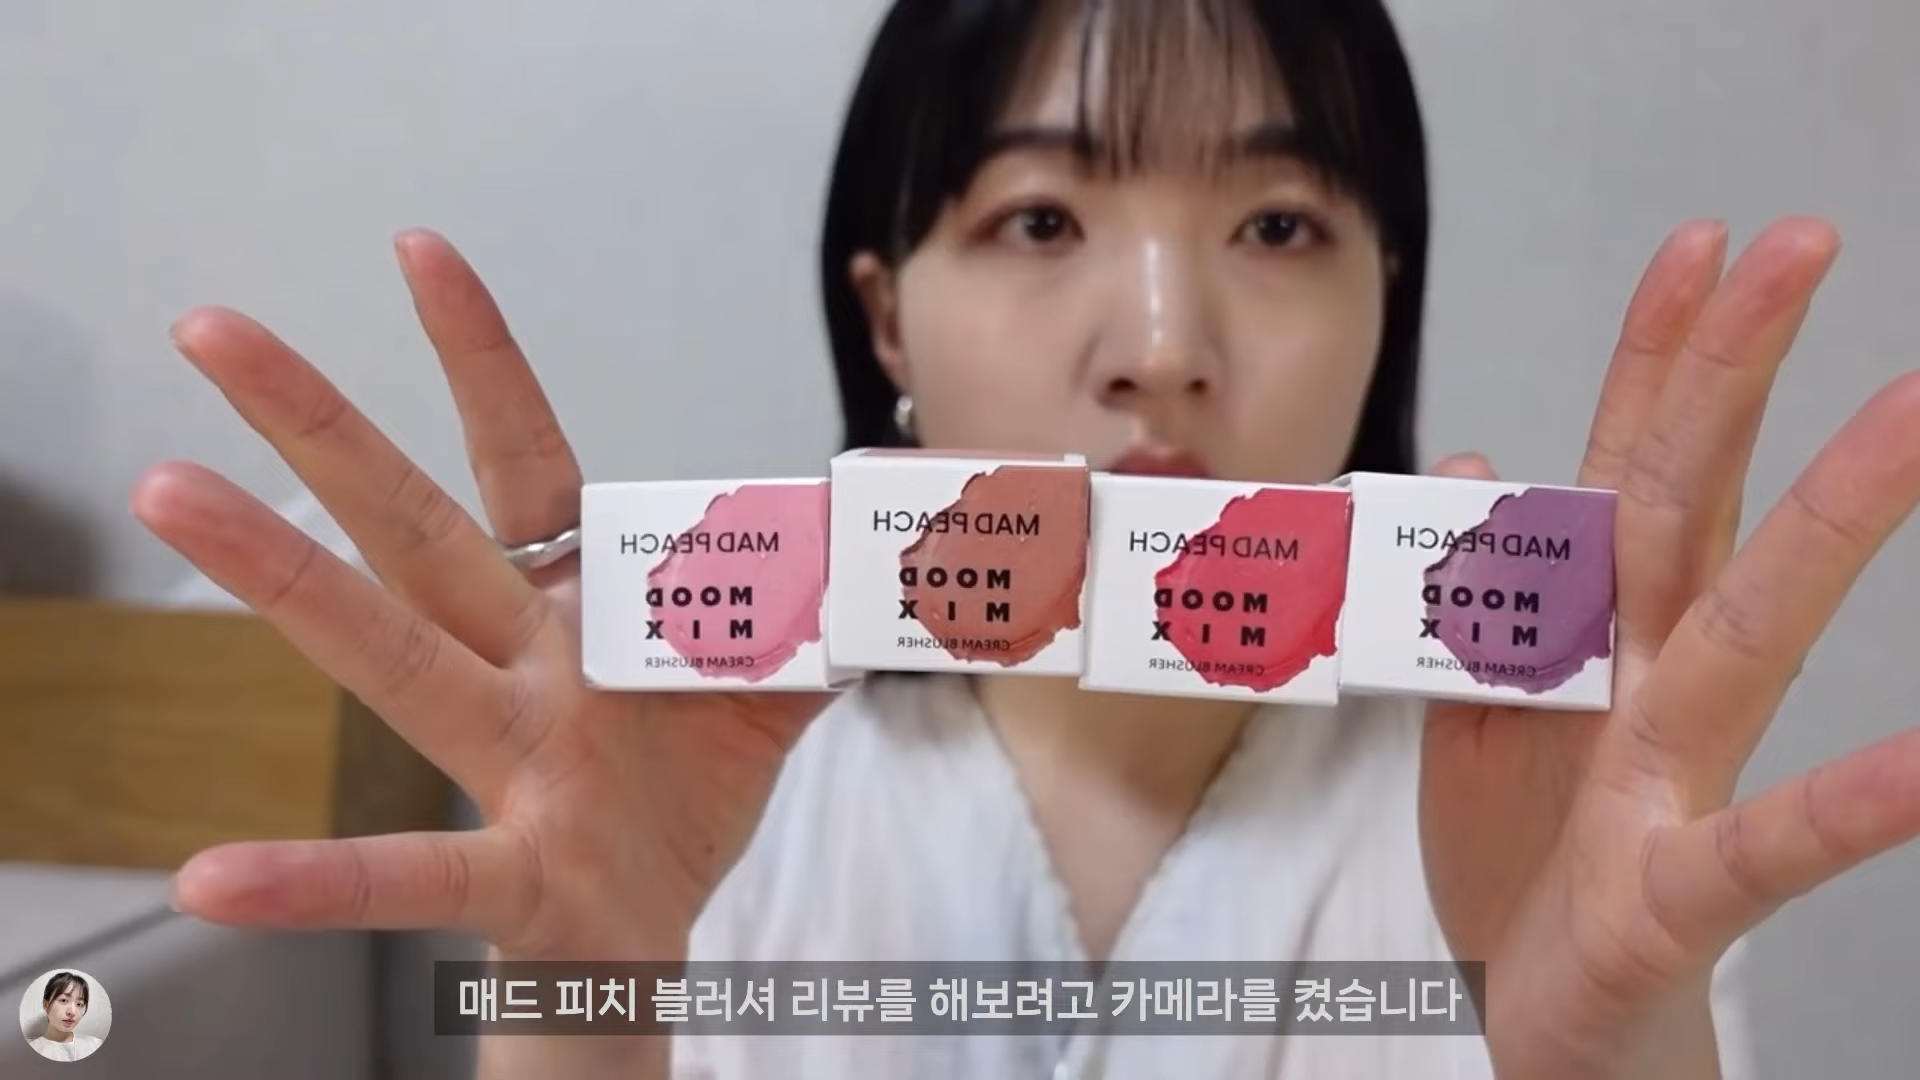 MAD PEACH
MOOD
MIX
CREAM BLUSHER
MAD PEACH
MOOD
MIX
CREAM BLUSHER
MAD PEACH
MOOD
MIX
CREAM BLUSHER
MAD PEACH
MOOD
MIX
CREAM BLUSHER
매드 피치 블러셔 리뷰를 해보려고 카메라를 켰습니다